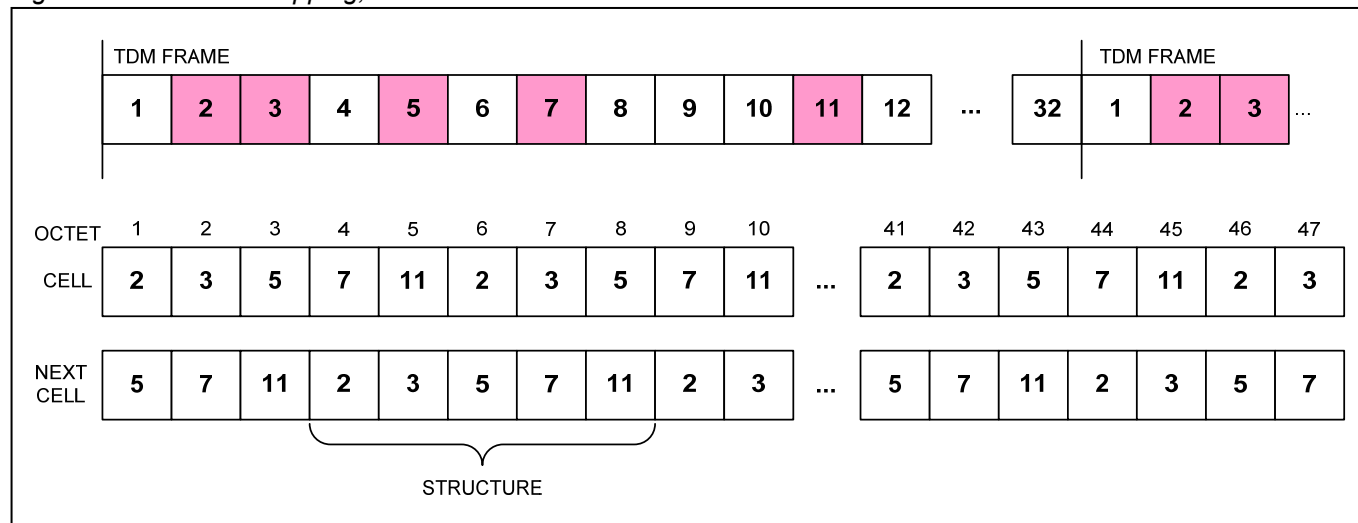 TDM FRAME TDM FRAME
1 2 3 4 5 6 7 8 9 10 11 12 ... 32 1 2 3 ...
OCTET 1 2 3 4 5 6 7 8 9 10 41 42 43 44 45 46 47
CELL 2 3 5 7 11 2 3 5 7 11 ... 2 3 5 7 11 2 3
NEXT CELL 5 7 11 2 3 5 7 11 2 3 ... 5 7 11 2 3 5 7
STRUCTURE